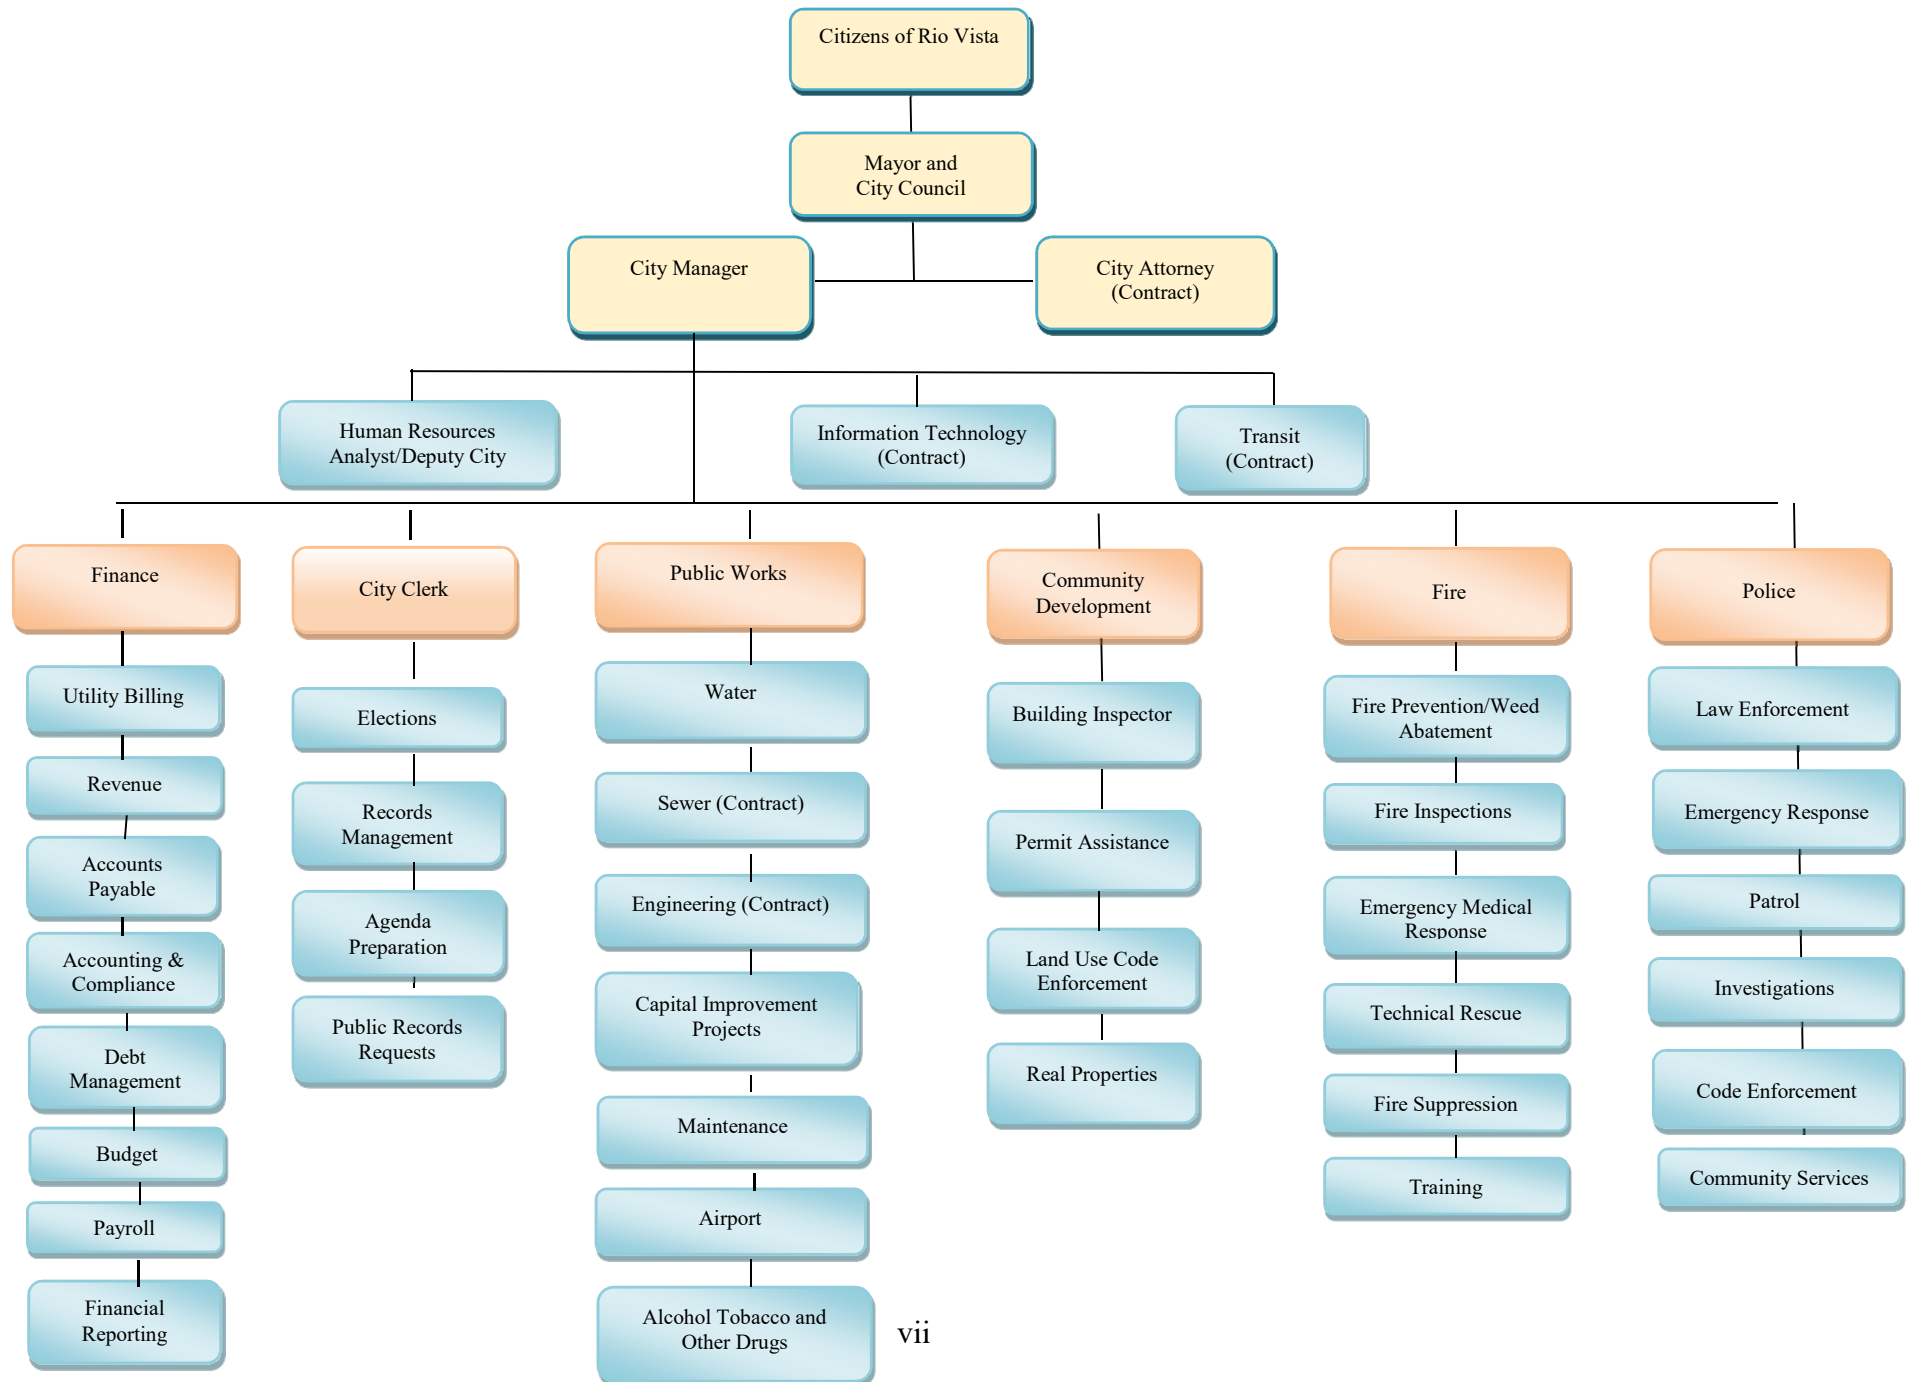 Citizens of Rio Vista
Mayor and
City Council
City Manager
City Attorney
(Contract)
Human Resources
Analyst/Deputy City
Information Technology
(Contract)
Transit
(Contract)
Finance
Utility Billing
Revenue
Accounts
Payable
Accounting &
Compliance
Debt
Management
Budget
Payroll
Financial
Reporting
City Clerk
Elections
Records
Management
Agenda
Preparation
Public Records
Requests
Public Works
Water
Sewer (Contract)
Engineering (Contract)
Capital Improvement
Projects
Maintenance
Airport
Alcohol Tobacco and
Other Drugs
Community
Development
Building Inspector
Permit Assistance
Land Use Code
Enforcement
Real Properties
Fire
Fire Prevention/Weed
Abatement
Fire Inspections
Emergency Medical
Response
Technical Rescue
Fire Suppression
Training
Police
Law Enforcement
Emergency Response
Patrol
Investigations
Code Enforcement
Community Services
vii